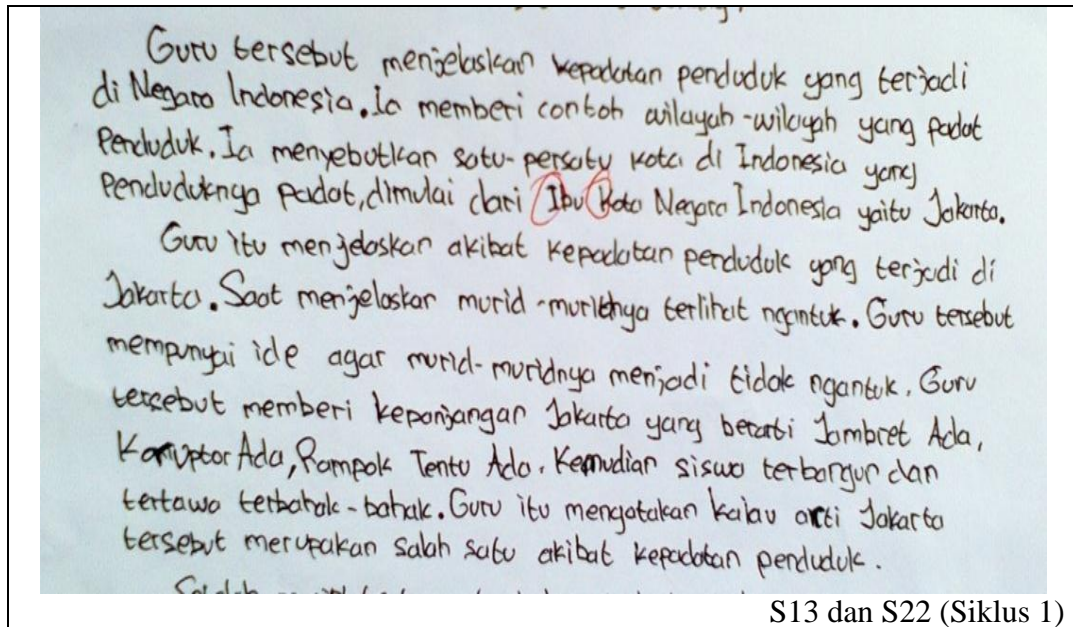 Guru tersebut menjelaskan kepadatan penduduk yang terjadi
di Negara Indonesia. Ia memberi contoh wilayah-wilayah yang padat
Penduduk. Ia menyebutkan satu-persatu kota di Indonesia yang
Penduduknya padat, dimulai dari Ibu Kota Negara Indonesia yaitu Jakarta.
Guru itu menjelaskan akibat kepadatan penduduk yang terjadi di
Jakarta. Saat menjelaskan murid-muridnya terlihat ngantuk. Guru tersebut
mempunyai ide agar murid-muridnya menjadi tidak ngantuk. Guru
tersebut memberi kepanjangan Jakarta yang berarti Jambret Ada,
Koruptor Ada, Rampok Tentu Ada. Kemudian siswa terbangun dan
tertawa terbahak-bahak. Guru itu mengatakan kalau arti Jakarta
tersebut merupakan salah satu akibat kepadatan penduduk.
S13 dan S22 (Siklus 1)